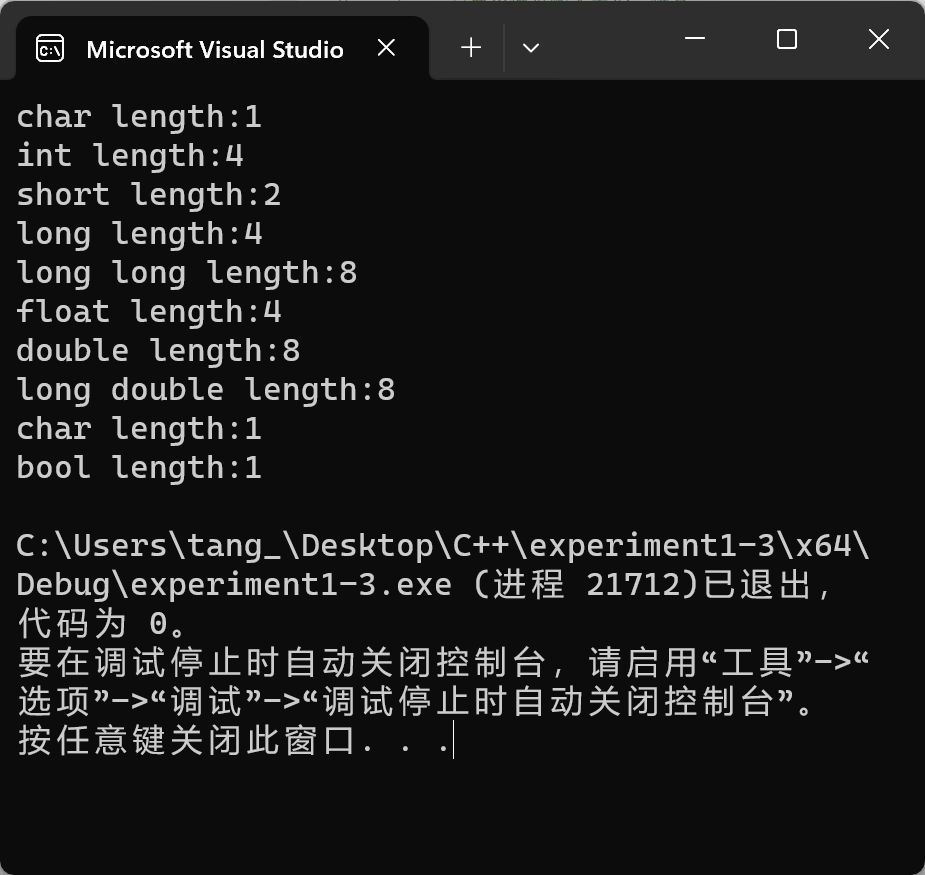 Microsoft Visual Studio
char length:1
int length:4
short length:2
long length:4
long long length:8
float length:4
double length:8
long double length:8
char length:1
bool length:1
C:\Users\tang_\Desktop\C++\experiment1-3\x64\
Debug\experiment1-3.exe (进程 21712)已退出，
代码为 0。
要在调试停止时自动关闭控制台，请启用“工具”->“
选项”->“调试”->“调试停止时自动关闭控制台”。
按任意键关闭此窗口. . .